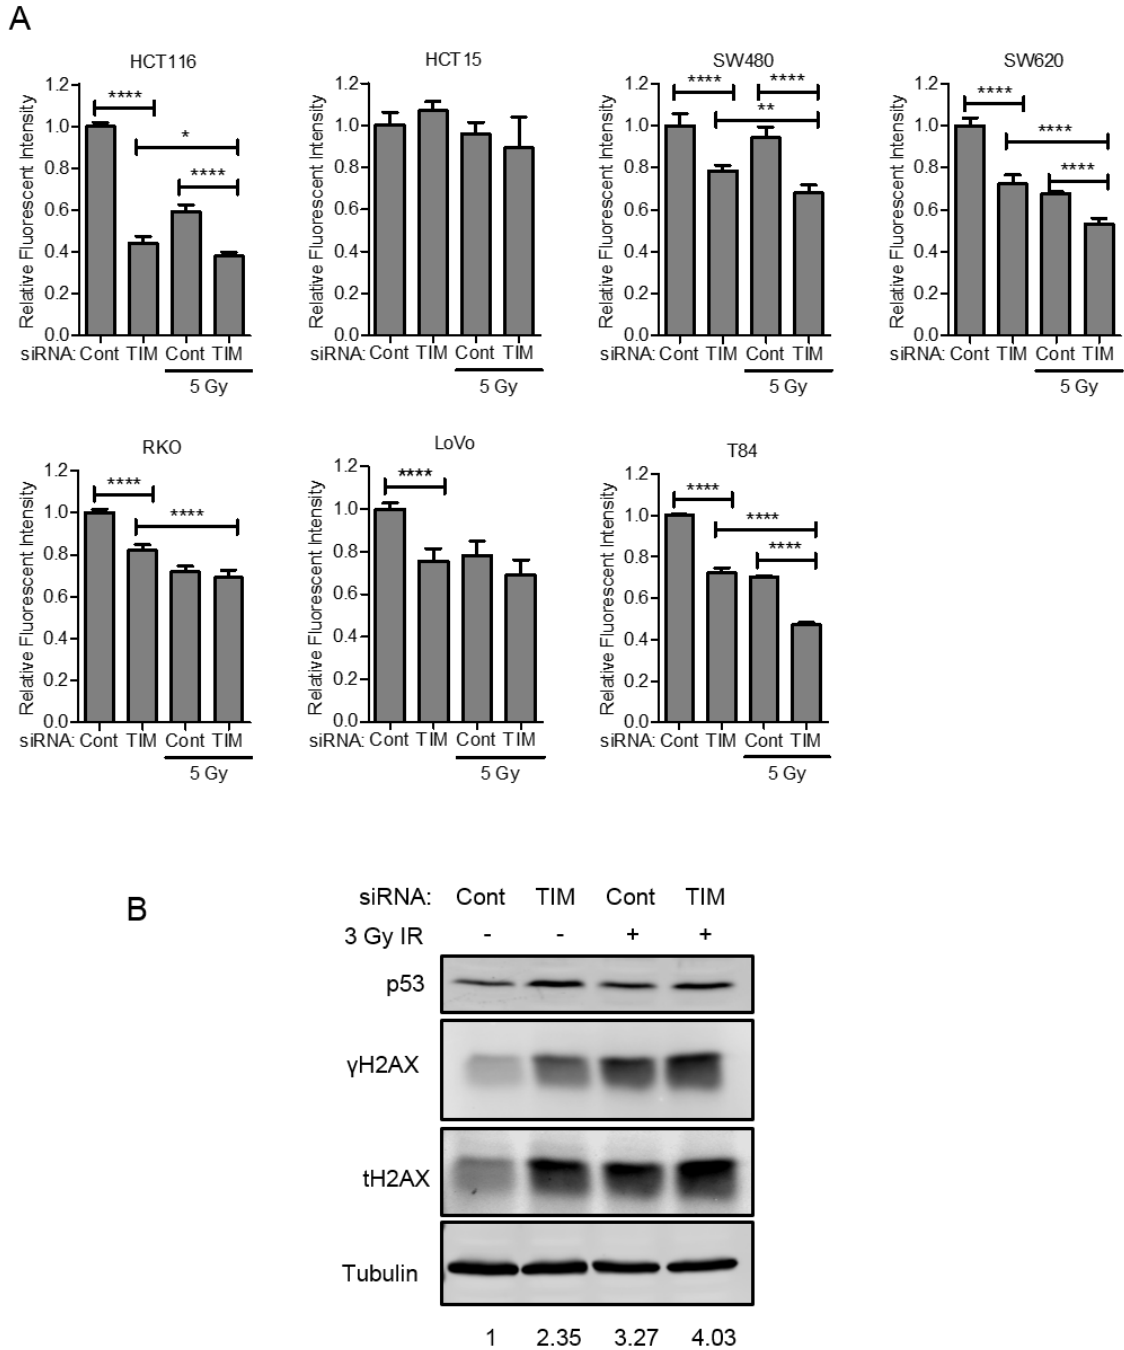 A
HCT116
1.2
1.0
0.8
0.6
0.4
0.2
0.0
Relative Fluorescent Intensity
****
*
****
siRNA: Cont TIM Cont TIM
5 Gy
HCT15
1.2
1.0
0.8
0.6
0.4
0.2
0.0
Relative Fluorescent Intensity
siRNA: Cont TIM Cont TIM
5 Gy
SW480
1.2
1.0
0.8
0.6
0.4
0.2
0.0
Relative Fluorescent Intensity
**** ****
**
siRNA: Cont TIM Cont TIM
5 Gy
SW620
1.2
1.0
0.8
0.6
0.4
0.2
0.0
Relative Fluorescent Intensity
****
****
****
siRNA: Cont TIM Cont TIM
5 Gy
RKO
1.2
1.0
0.8
0.6
0.4
0.2
0.0
Relative Fluorescent Intensity
****
****
siRNA: Cont TIM Cont TIM
5 Gy
LoVo
1.2
1.0
0.8
0.6
0.4
0.2
0.0
Relative Fluorescent Intensity
****
siRNA: Cont TIM Cont TIM
5 Gy
T84
1.2
1.0
0.8
0.6
0.4
0.2
0.0
Relative Fluorescent Intensity
****
****
****
siRNA: Cont TIM Cont TIM
5 Gy
B
siRNA: Cont TIM Cont TIM
3 Gy IR - - + +
p53
γH2AX
tH2AX
Tubulin
1 2.35 3.27 4.03